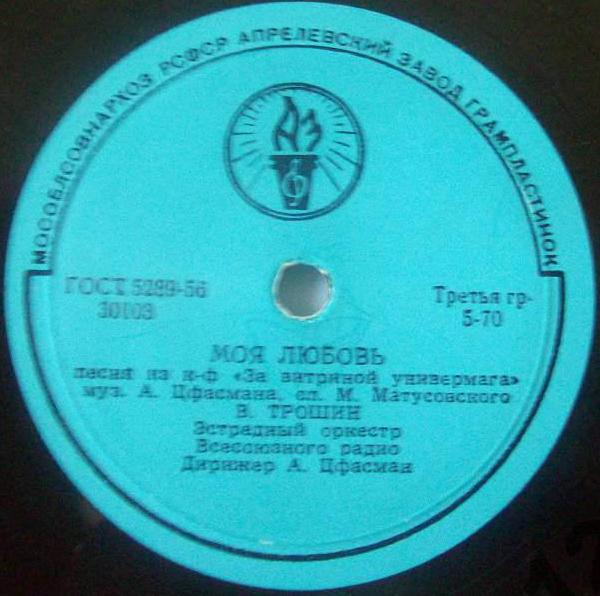 МОСОБЛСОВНАРХОЗ РСФСР АПРЕЛЕВСКИЙ ЗАВОД ГРАМПЛАСТИНОК
АЗ
ГОСТ 5289-56
30103
Третья гр.
5-70
МОЯ ЛЮБОВЬ
песня из к-ф «За витриной универмага»
муз. А. Цфасмана, сл. М. Матусовского
В. ТРОШИН
Эстрадный оркестр
Всесоюзного радио
Дирижер А. Цфасман